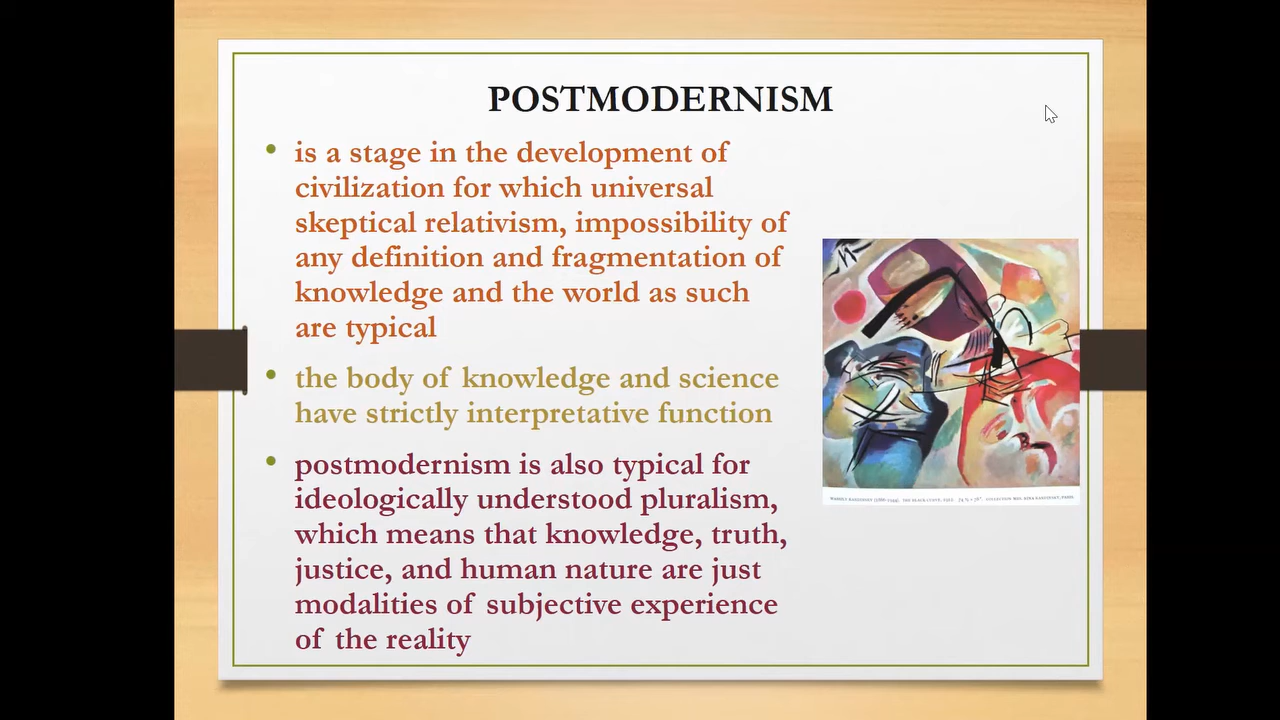 POSTMODERNISM
is a stage in the development of
civilization for which universal
skeptical relativism, impossibility of
any definition and fragmentation of
knowledge and the world as such
are typical
the body of knowledge and science
have strictly interpretative function
postmodernism is also typical for
ideologically understood pluralism,
which means that knowledge, truth,
justice, and human nature are just
modalities of subjective experience
of the reality